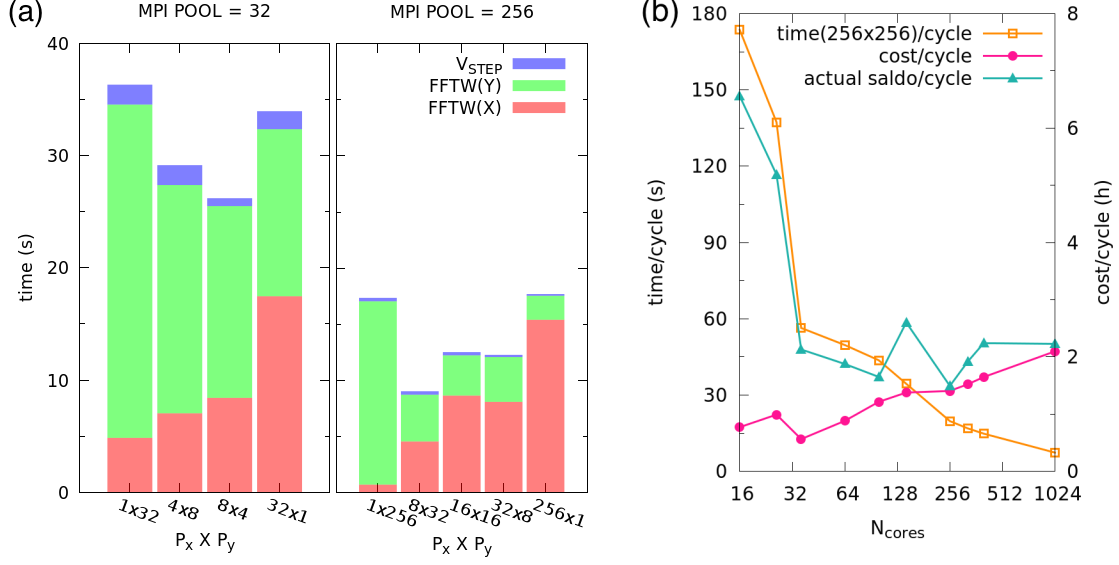 (a)
MPI POOL = 32
MPI POOL = 256
time (s)
40
30
20
10
0
V_STEP
FFTW(Y)
FFTW(X)
1x32
4x8
8x4
32x1
P_x X P_y
1x256
8x32
16x16
32x8
256x1
P_x X P_y
(b)
time/cycle (s)
180
150
120
90
60
30
0
time(256x256)/cycle
cost/cycle
actual saldo/cycle
8
6
4
2
0
cost/cycle (h)
16
32
64
128
256
512
1024
N_cores